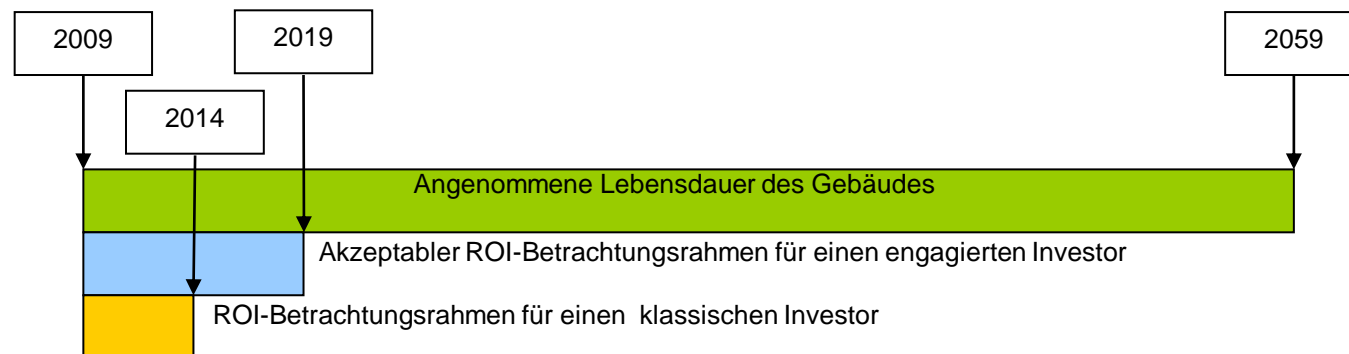 2009
2019
2059
2014
Angenommene Lebensdauer des Gebäudes
Akzeptabler ROI-Betrachtungsrahmen für einen engagierten Investor
ROI-Betrachtungsrahmen für einen klassischen Investor